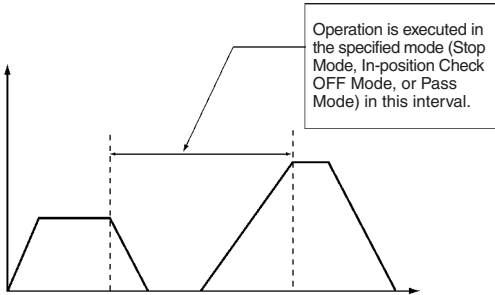 Operation is executed in
the specified mode (Stop
Mode, In-position Check
OFF Mode, or Pass
Mode) in this interval.